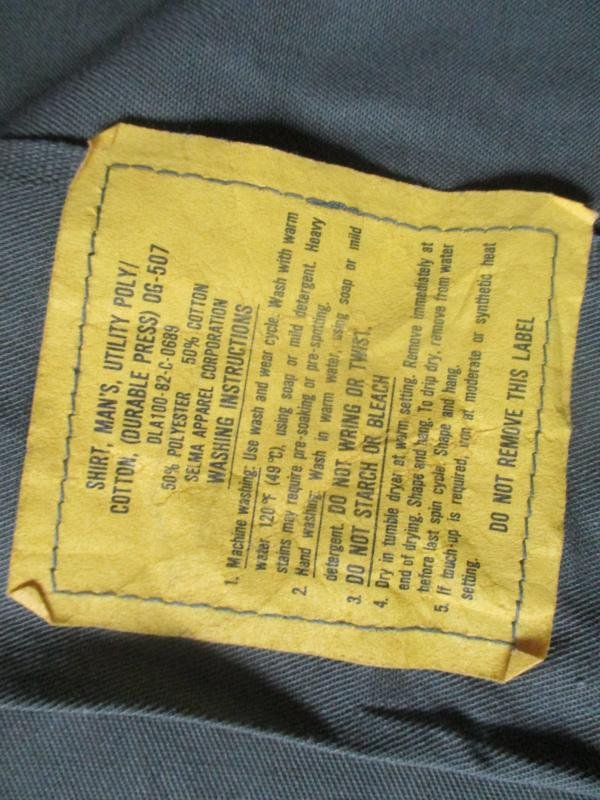 SHIRT, MAN'S, UTILITY POLY/
COTTON, (DURABLE PRESS) OG-507
DLA100-82-C-0689
50% POLYESTER 50% COTTON
SELMA APPAREL CORPORATION
WASHING INSTRUCTIONS
1. Machine washing: Use wash and wear cycle. Wash with warm
water 120°F (49°C), using soap or mild detergent. Heavy
stains may require pre-soaking or pre-spotting.
2. Hand washing: Wash in warm water, using soap or mild
detergent. DO NOT WRING OR TWIST.
3. DO NOT STARCH OR BLEACH
4. Dry in tumble dryer at warm setting. Remove immediately at
end of drying. Shape and hang. To drip dry, remove from water
before last spin cycle. Shape and hang.
5. If touch-up is required, iron at moderate or synthetic heat
setting.
DO NOT REMOVE THIS LABEL